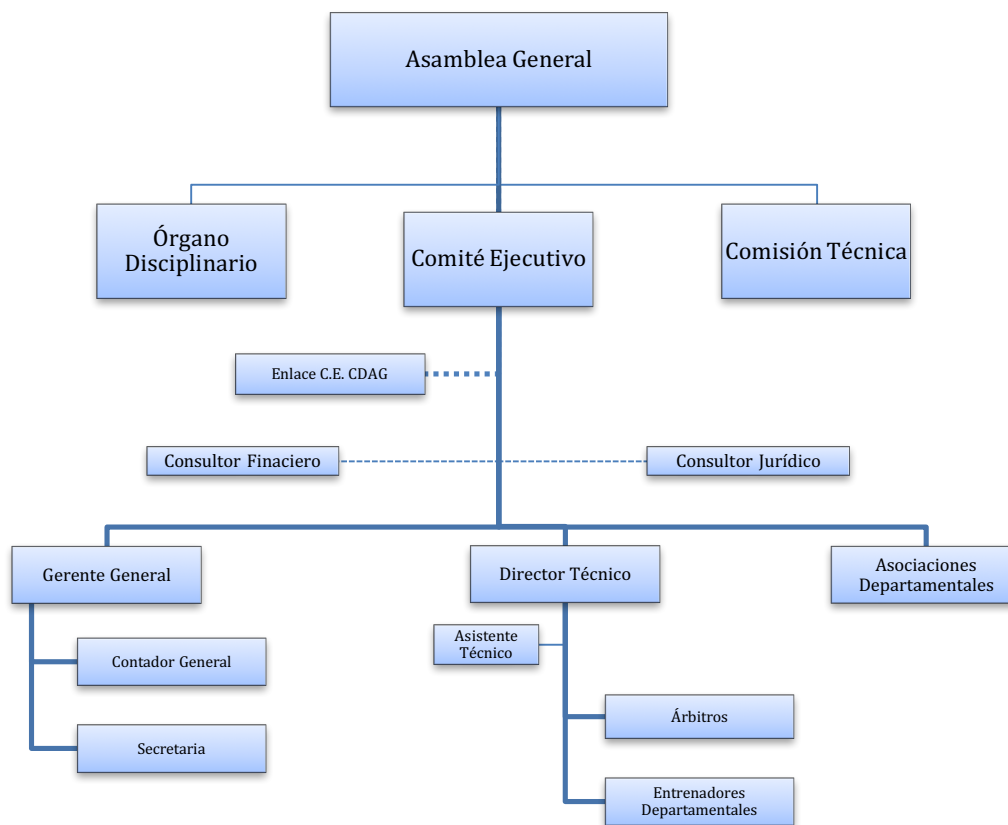 Asamblea General
Órgano
Disciplinario
Comité Ejecutivo
Comisión Técnica
Enlace C.E. CDAG
Consultor Finaciero
Consultor Jurídico
Gerente General
Director Técnico
Asociaciones
Departamentales
Asistente
Técnico
Contador General
Árbitros
Secretaria
Entrenadores
Departamentales